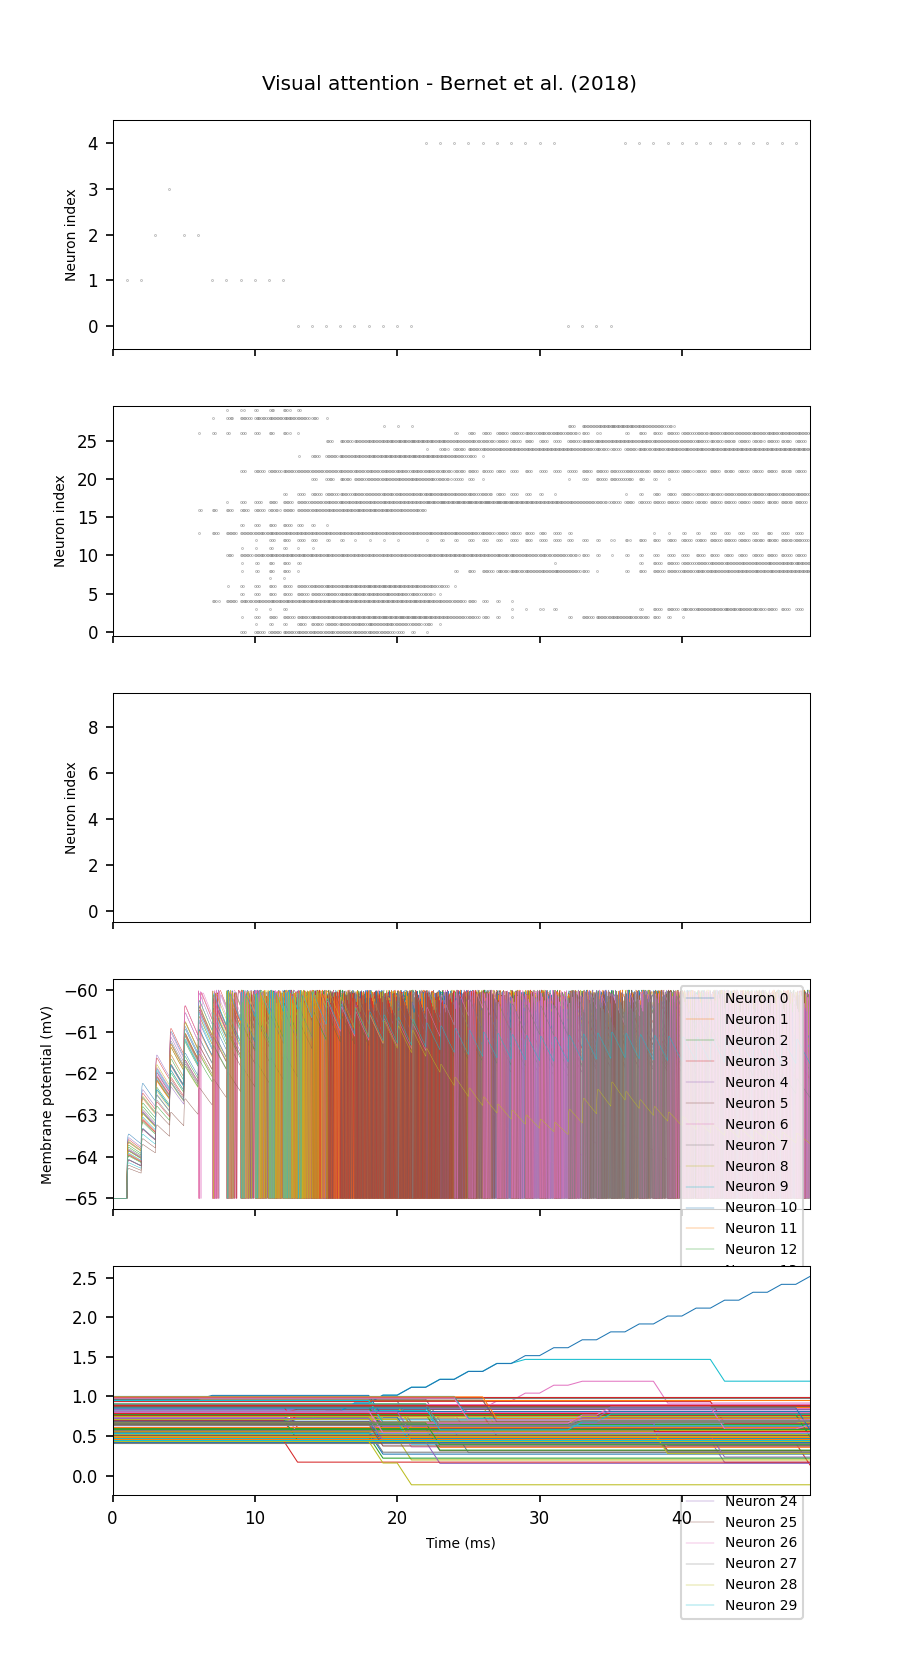 Visual attention - Bernet et al. (2018)
4
3
2
1
0
Neuron index
25
20
15
10
5
0
Neuron index
8
6
4
2
0
Neuron index
−60
−61
−62
−63
−64
−65
Membrane potential (mV)
Neuron 0
Neuron 1
Neuron 2
Neuron 3
Neuron 4
Neuron 5
Neuron 6
Neuron 7
Neuron 8
Neuron 9
Neuron 10
Neuron 11
Neuron 12
2.5
2.0
1.5
1.0
0.5
0.0
0 10 20 30 40
Time (ms)
Neuron 24
Neuron 25
Neuron 26
Neuron 27
Neuron 28
Neuron 29